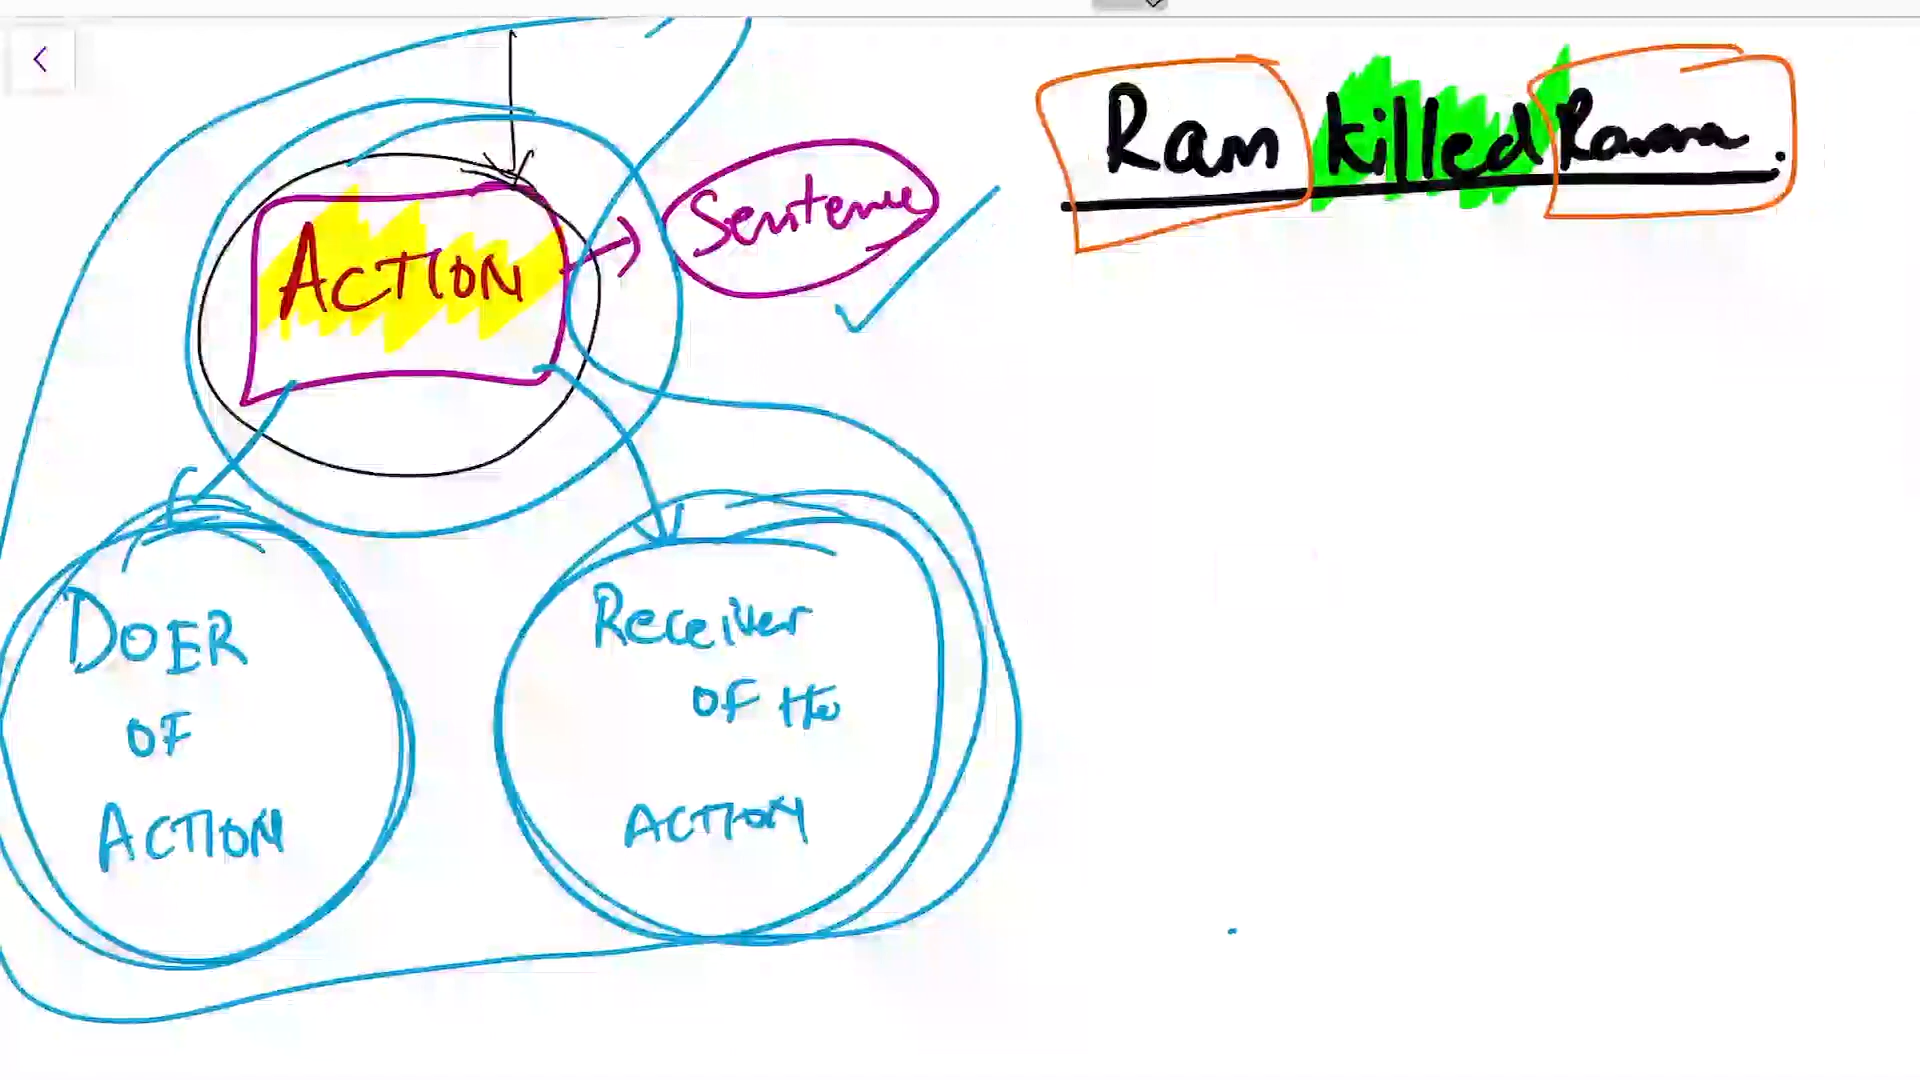 Ram killed Ravana.
Sentence
ACTION
DOER
OF
ACTION
Receiver
OF the
ACTION